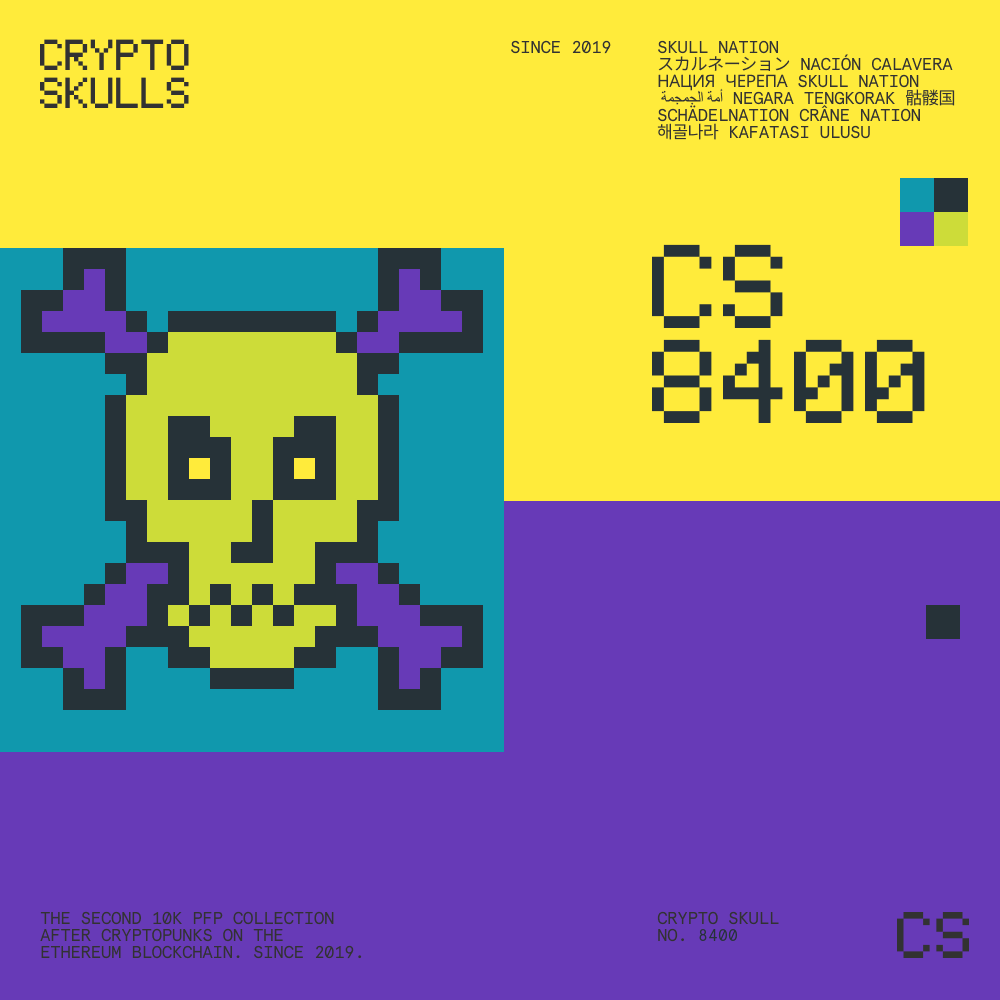 CRYPTO
SKULLS
SINCE 2019
SKULL NATION
スカルネーション NACIÓN CALAVERA
НАЦИЯ ЧЕРЕПА SKULL NATION
أمة الجمجمة NEGARA TENGKORAK 骷髅国
SCHÄDELNATION CRÂNE NATION
해골나라 KAFATASI ULUSU
CS
8400
THE SECOND 10K PFP COLLECTION
AFTER CRYPTOPUNKS ON THE
ETHEREUM BLOCKCHAIN. SINCE 2019.
CRYPTO SKULL
NO. 8400
CS